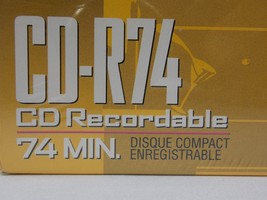 CD-R74
CD Recordable
74 MIN. DISQUE COMPACT
ENREGISTRABLE